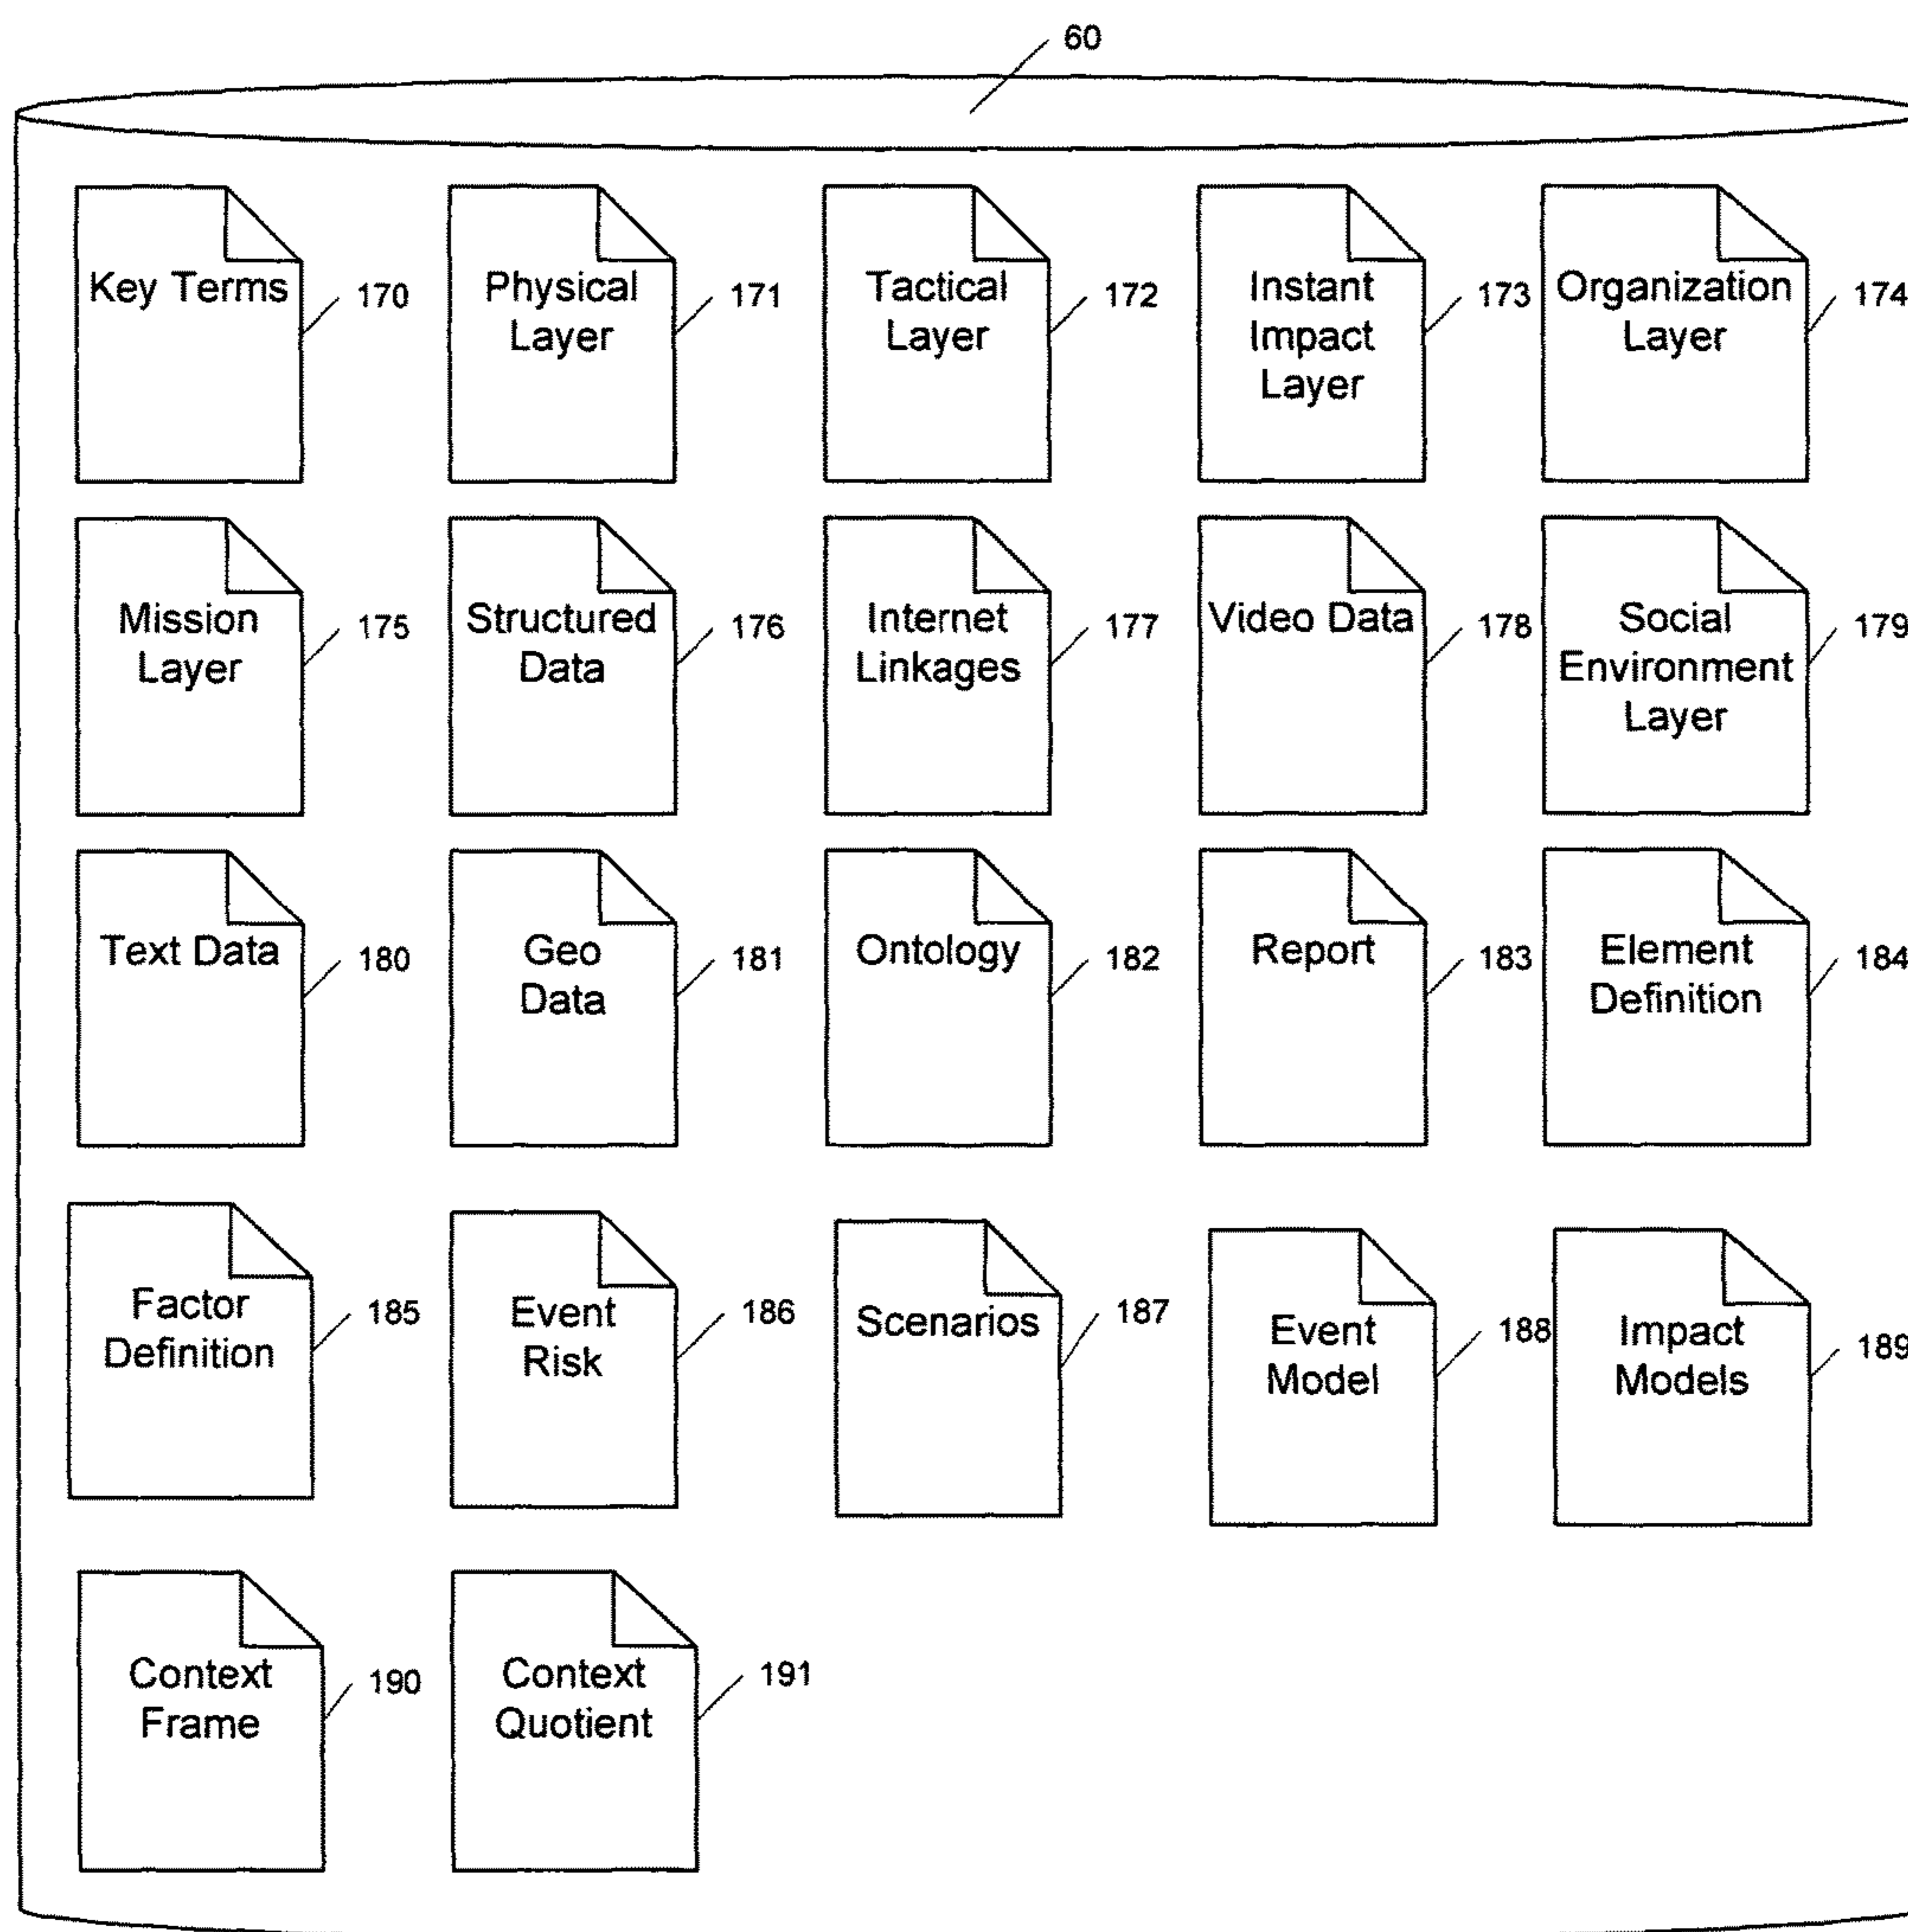 60
Key Terms
170
Physical
Layer
171
Tactical
Layer
172
Instant
Impact
Layer
173
Organization
Layer
174
Mission
Layer
175
Structured
Data
176
Internet
Linkages
177
Video Data
178
Social
Environment
Layer
179
Text Data
180
Geo
Data
181
Ontology
182
Report
183
Element
Definition
184
Factor
Definition
185
Event
Risk
186
Scenarios
187
Event
Model
188
Impact
Models
189
Context
Frame
190
Context
Quotient
191